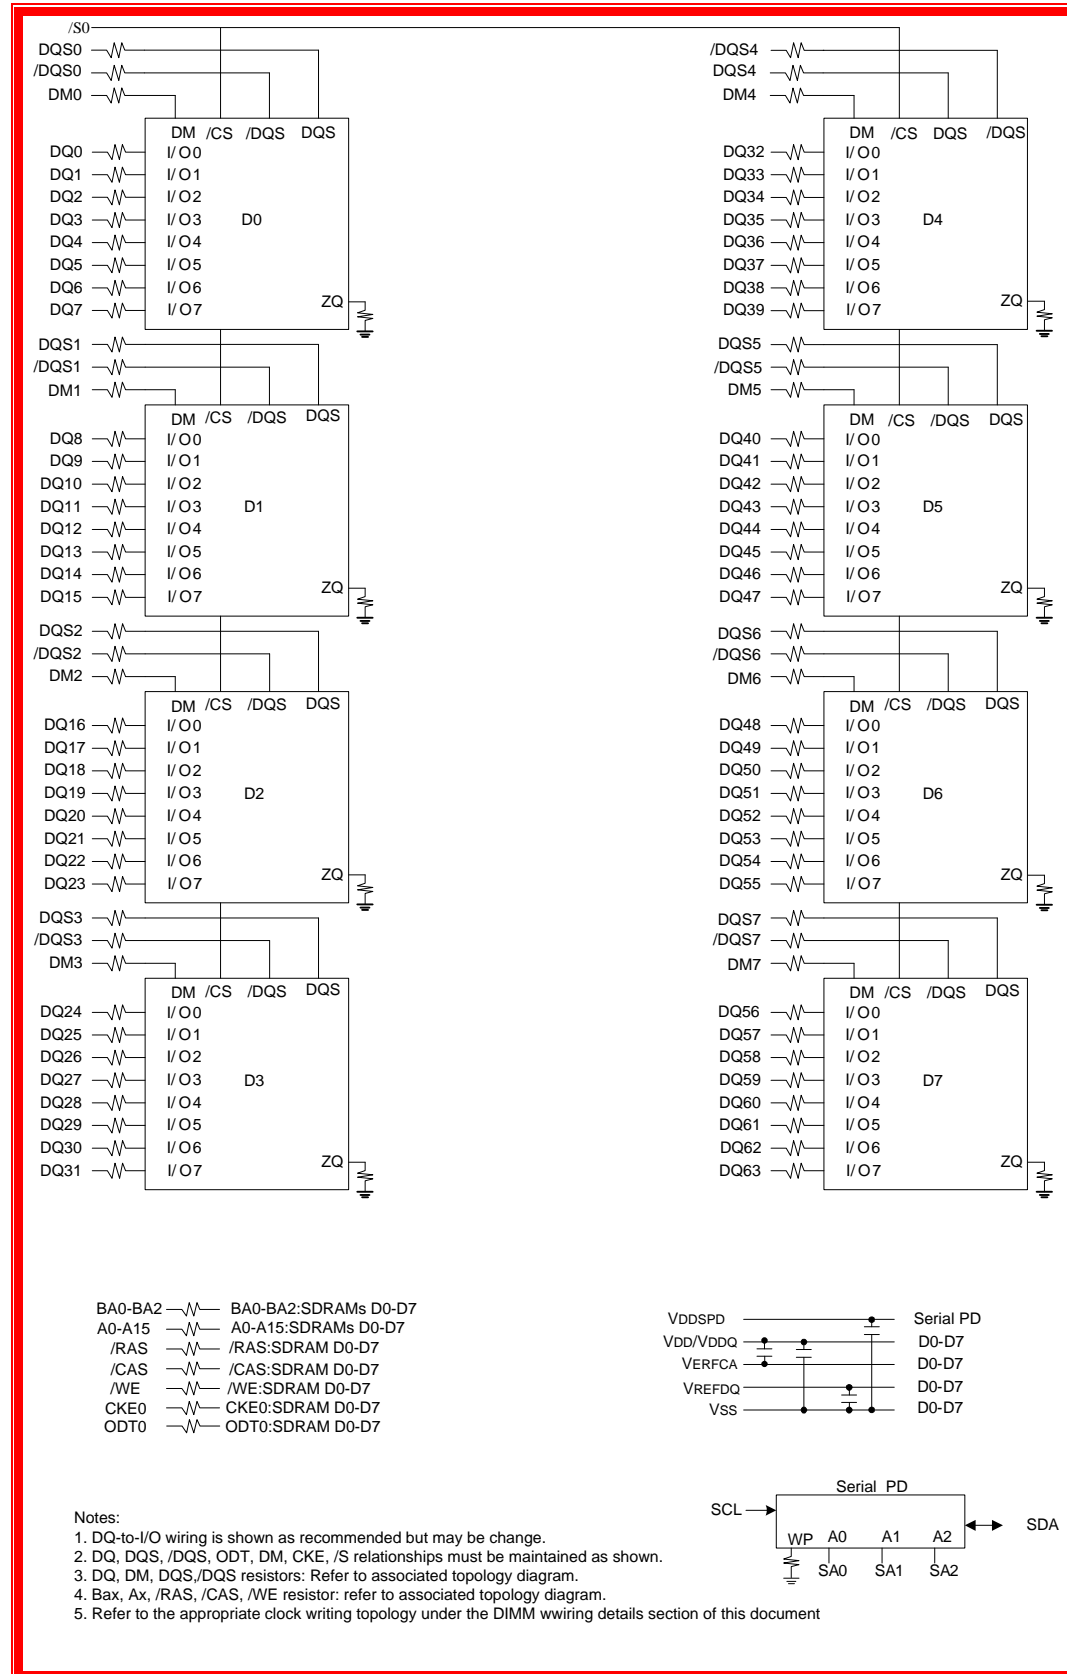 /S0
DQS0
/DQS0
DM0
DM /CS /DQS DQS
DQ0 I/O0
DQ1 I/O1
DQ2 I/O2
DQ3 I/O3 D0
DQ4 I/O4
DQ5 I/O5
DQ6 I/O6
DQ7 I/O7
ZQ
DQS1
/DQS1
DM1
DM /CS /DQS DQS
DQ8 I/O0
DQ9 I/O1
DQ10 I/O2
DQ11 I/O3 D1
DQ12 I/O4
DQ13 I/O5
DQ14 I/O6
DQ15 I/O7
ZQ
DQS2
/DQS2
DM2
DM /CS /DQS DQS
DQ16 I/O0
DQ17 I/O1
DQ18 I/O2
DQ19 I/O3 D2
DQ20 I/O4
DQ21 I/O5
DQ22 I/O6
DQ23 I/O7
ZQ
DQS3
/DQS3
DM3
DM /CS /DQS DQS
DQ24 I/O0
DQ25 I/O1
DQ26 I/O2
DQ27 I/O3 D3
DQ28 I/O4
DQ29 I/O5
DQ30 I/O6
DQ31 I/O7
ZQ
/DQS4
DQS4
DM4
DM /CS DQS /DQS
DQ32 I/O0
DQ33 I/O1
DQ34 I/O2
DQ35 I/O3 D4
DQ36 I/O4
DQ37 I/O5
DQ38 I/O6
DQ39 I/O7
ZQ
DQS5
/DQS5
DM5
DM /CS /DQS DQS
DQ40 I/O0
DQ41 I/O1
DQ42 I/O2
DQ43 I/O3 D5
DQ44 I/O4
DQ45 I/O5
DQ46 I/O6
DQ47 I/O7
ZQ
DQS6
/DQS6
DM6
DM /CS /DQS DQS
DQ48 I/O0
DQ49 I/O1
DQ50 I/O2
DQ51 I/O3 D6
DQ52 I/O4
DQ53 I/O5
DQ54 I/O6
DQ55 I/O7
ZQ
DQS7
/DQS7
DM7
DM /CS /DQS DQS
DQ56 I/O0
DQ57 I/O1
DQ58 I/O2
DQ59 I/O3 D7
DQ60 I/O4
DQ61 I/O5
DQ62 I/O6
DQ63 I/O7
ZQ
BA0-BA2 BA0-BA2:SDRAMs D0-D7
A0-A15 A0-A15:SDRAMs D0-D7
/RAS /RAS:SDRAM D0-D7
/CAS /CAS:SDRAM D0-D7
/WE /WE:SDRAM D0-D7
CKE0 CKE0:SDRAM D0-D7
ODT0 ODT0:SDRAM D0-D7
VDDSPD Serial PD
VDD/VDDQ D0-D7
VERFCA D0-D7
VREFDQ D0-D7
VSS D0-D7
Serial PD
SCL SDA
WP A0 A1 A2
SA0 SA1 SA2
Notes:
1. DQ-to-I/O wiring is shown as recommended but may be change.
2. DQ, DQS, /DQS, ODT, DM, CKE, /S relationships must be maintained as shown.
3. DQ, DM, DQS,/DQS resistors: Refer to associated topology diagram.
4. Bax, Ax, /RAS, /CAS, /WE resistor: refer to associated topology diagram.
5. Refer to the appropriate clock writing topology under the DIMM wwiring details section of this document